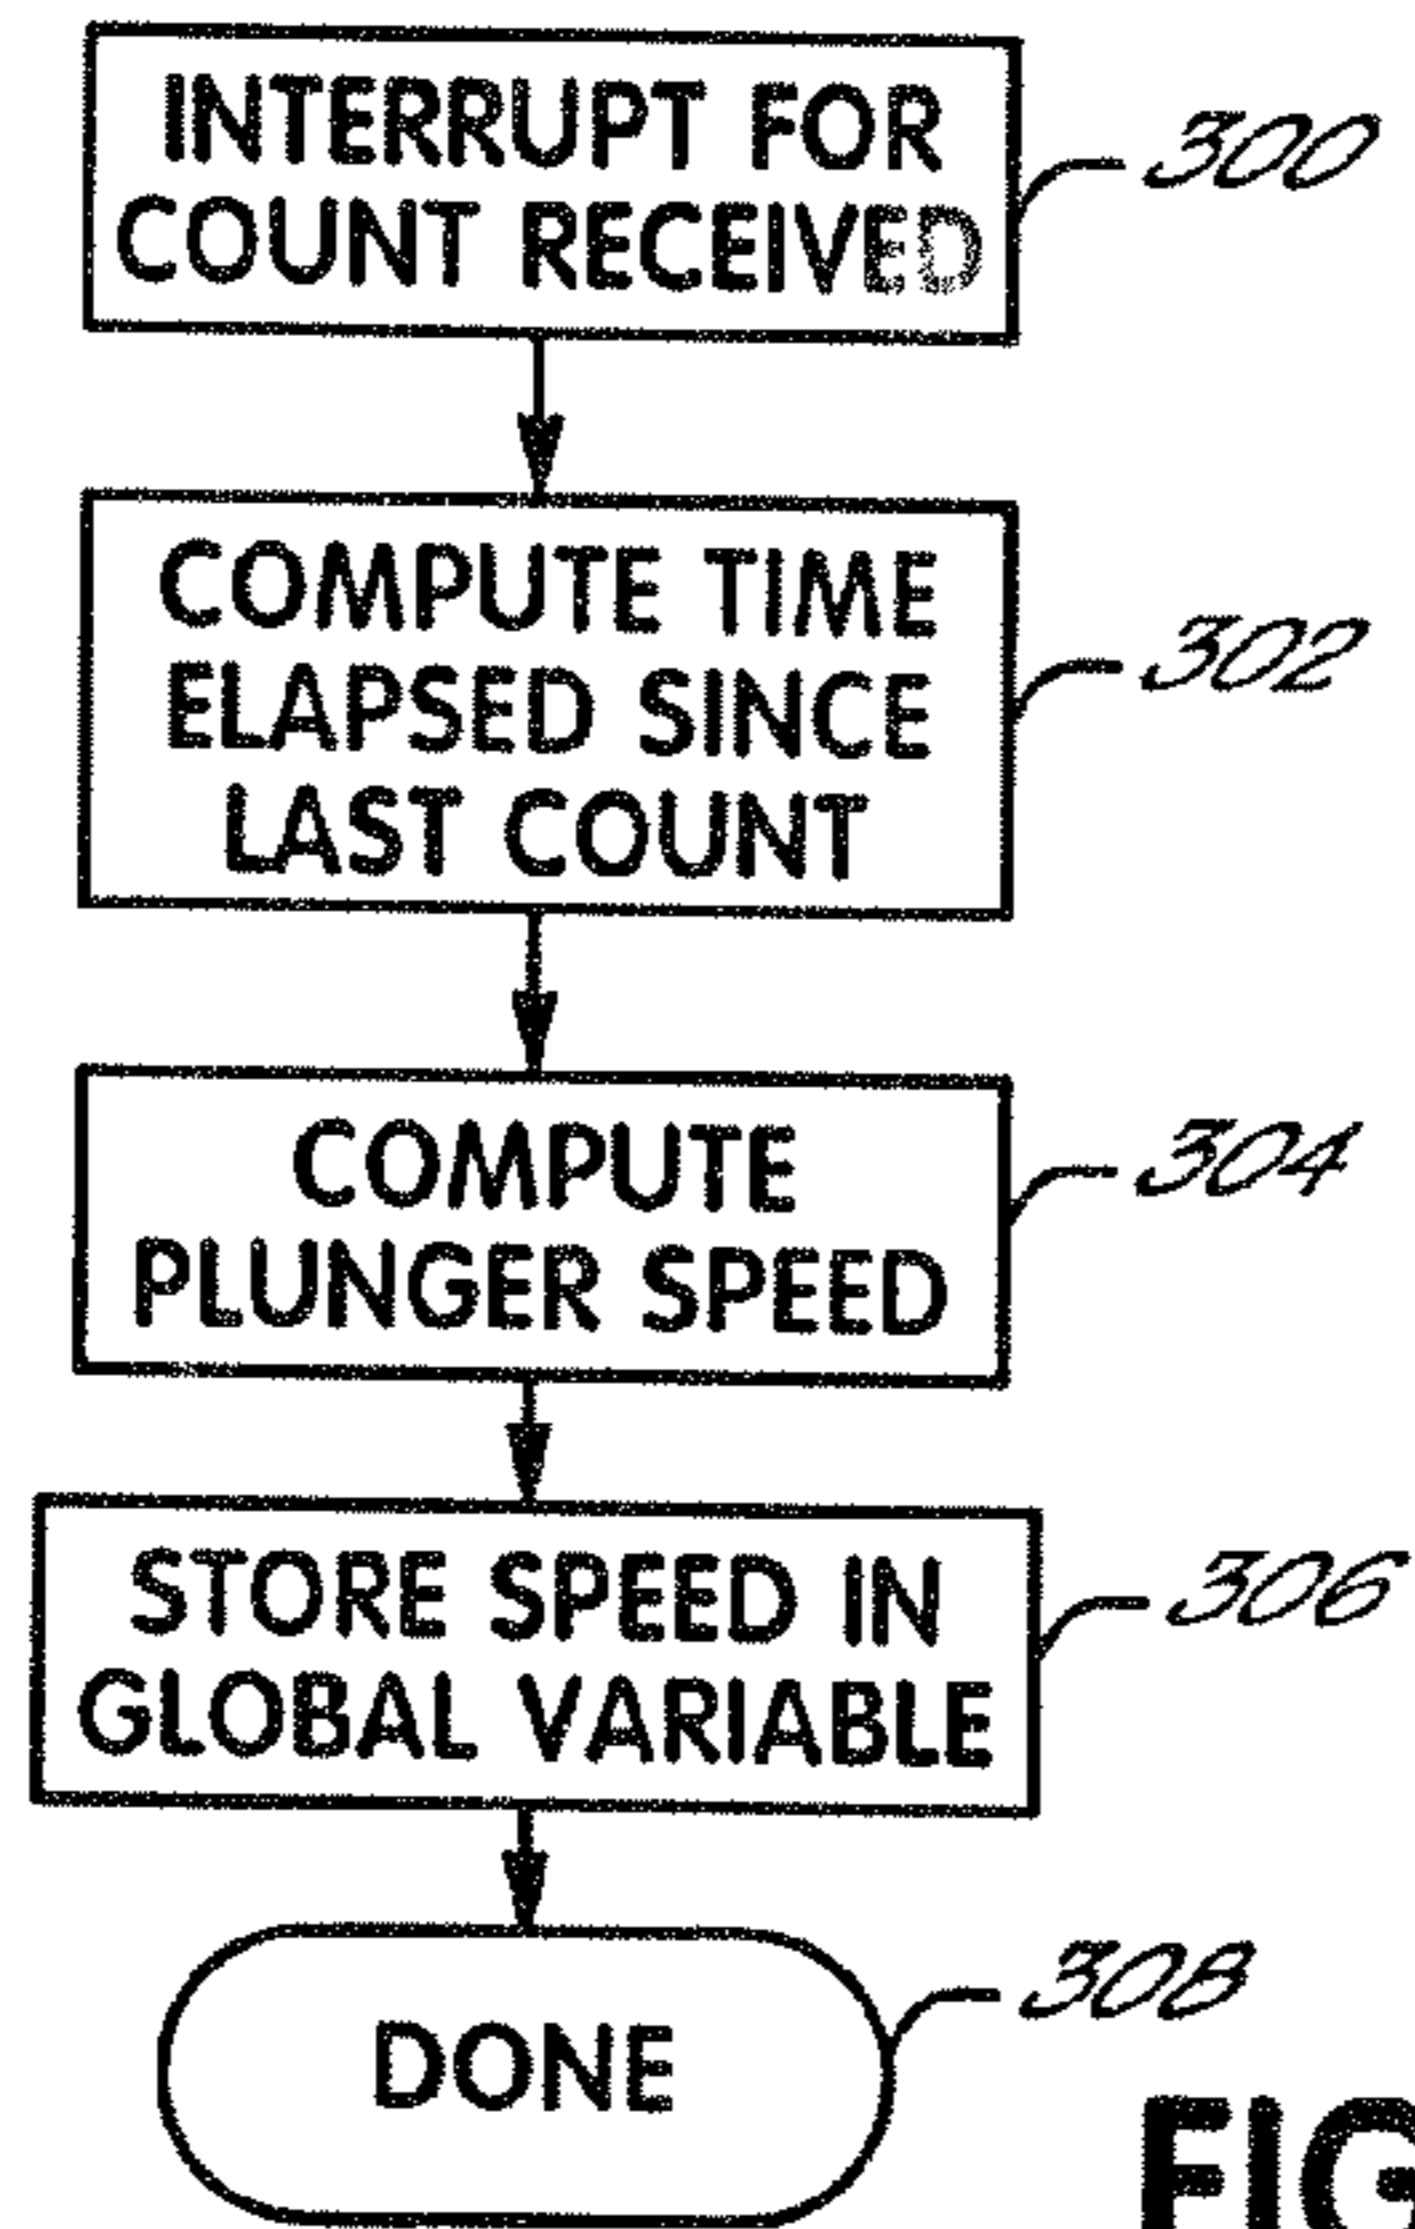 INTERRUPT FOR
COUNT RECEIVED
300
COMPUTE TIME
ELAPSED SINCE
LAST COUNT
302
COMPUTE
PLUNGER SPEED
304
STORE SPEED IN
GLOBAL VARIABLE
306
DONE
308
FIG